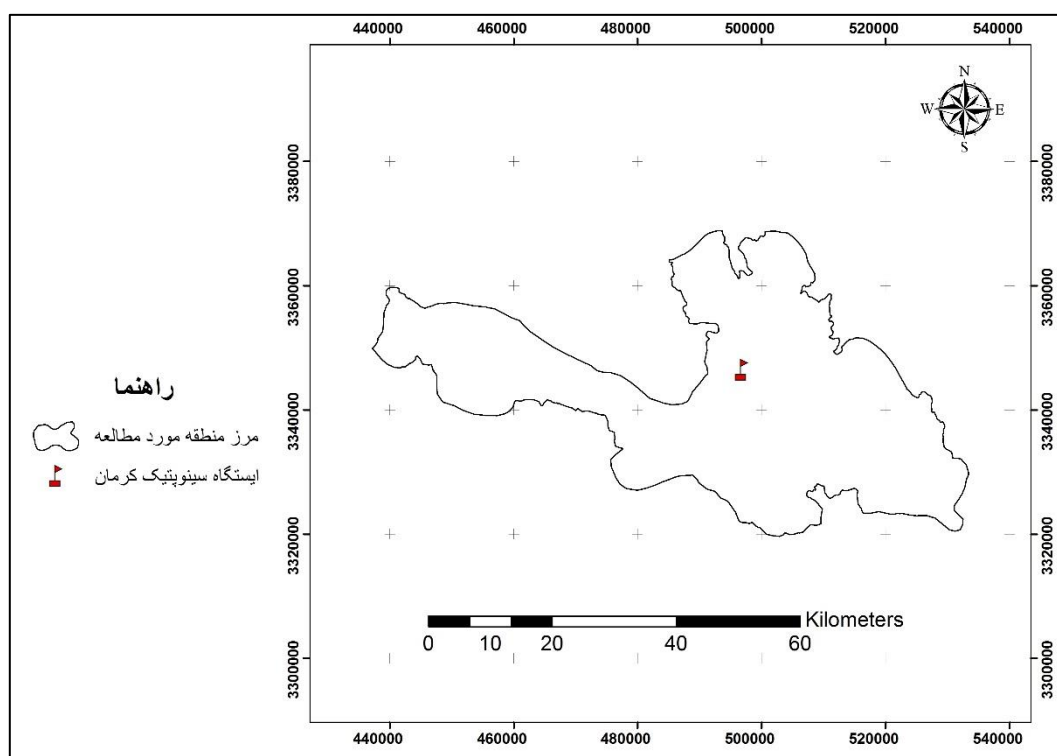 440000 460000 480000 500000 520000 540000
N
W E
S
3380000 3380000
3360000 3360000
3340000 3340000
3320000 3320000
3300000 3300000
راهنما
مرز منطقه مورد مطالعه
ایستگاه سینوپتیک کرمان
Kilometers
0 10 20 40 60
440000 460000 480000 500000 520000 540000